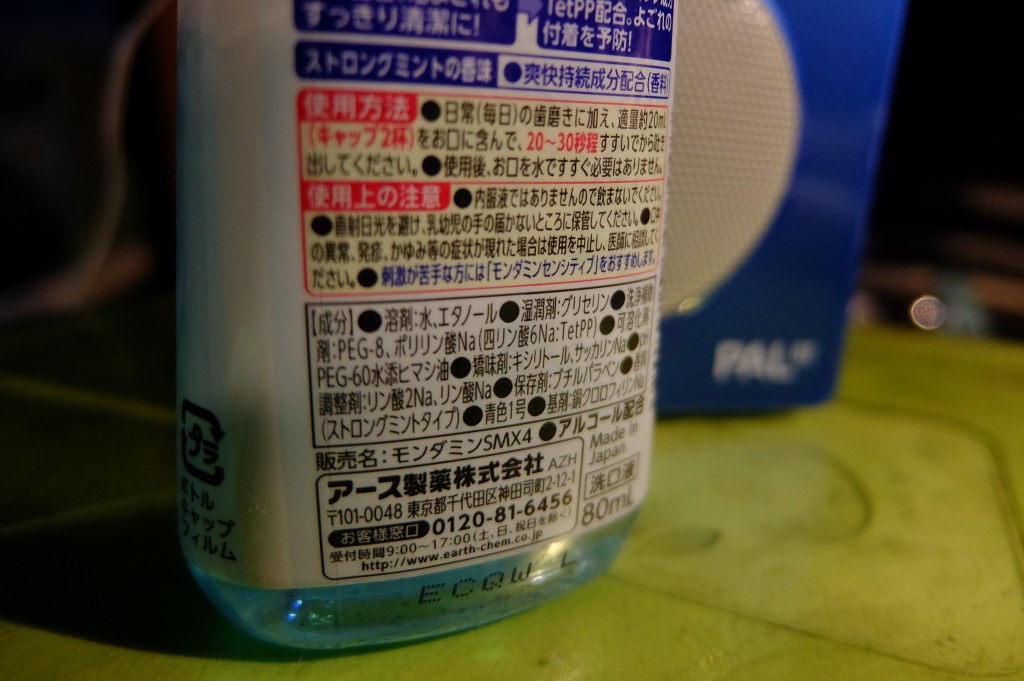 すっきり清潔に!
TetPP配合。よごれの
付着を予防!
ストロングミントの香味 ●爽快持続成分配合(香料)
使用方法 ●日常(毎日)の歯磨きに加え、適量約20mL
(キャップ2杯)をお口に含んで、20〜30秒程すすいでから吐き
出してください。●使用後、お口を水ですすぐ必要はありません。
使用上の注意 ●内服液ではありませんので飲まないでください。
●直射日光を避け、乳幼児の手の届かないところに保管してください。●口中
の異常、発疹、かゆみ等の症状が現れた場合は使用を中止し、医師に相談して
ください。●刺激が苦手な方には「モンダミンセンシティブ」をおすすめします。
【成分】●溶剤:水、エタノール●湿潤剤:グリセリン●洗浄補助
剤:PEG-8、ポリリン酸Na(四リン酸6Na:TetPP)●可溶化剤:
PEG-60水添ヒマシ油●矯味剤:キシリトール、サッカリンNa●pH
調整剤:リン酸2Na、リン酸Na●保存剤:ブチルパラベン●香料
(ストロングミントタイプ)●青色1号●基剤:銅クロロフィリンNa
販売名:モンダミンSMX4 ●アルコール配合
アース製薬株式会社 AZH
〒101-0048 東京都千代田区神田司町2-12-1
お客様窓口 0120-81-6456
受付時間9:00〜17:00(土、日、祝日を除く)
http://www.earth-chem.co.jp
Made in
Japan
洗口液
80mL
プラ
ボトル
キャップ
フィルム
PAL